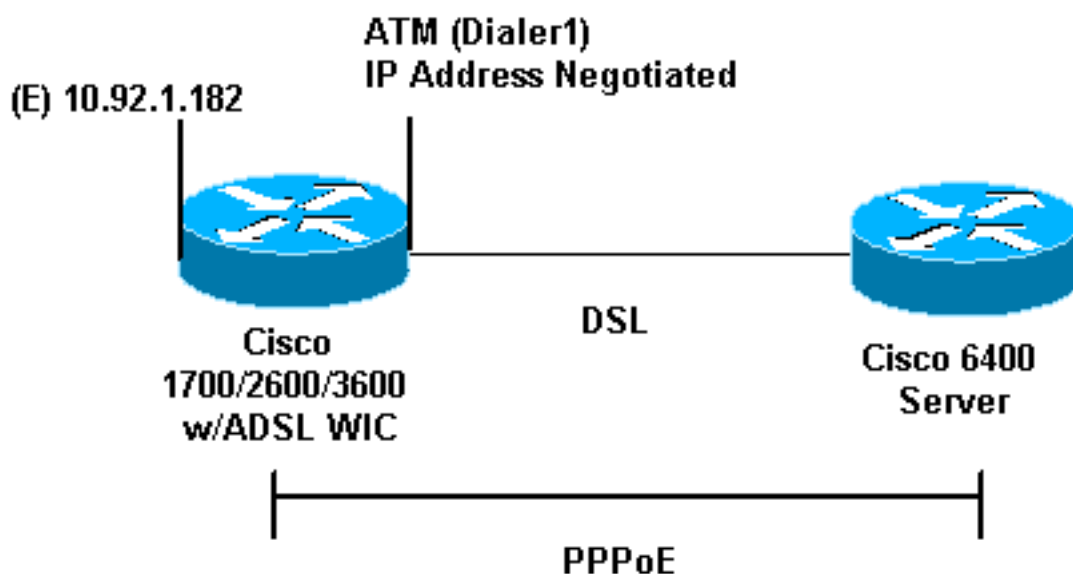 ATM (Dialer1)
IP Address Negotiated
(E) 10.92.1.182
DSL
Cisco
1700/2600/3600
w/ADSL WIC
Cisco 6400
Server
PPPoE